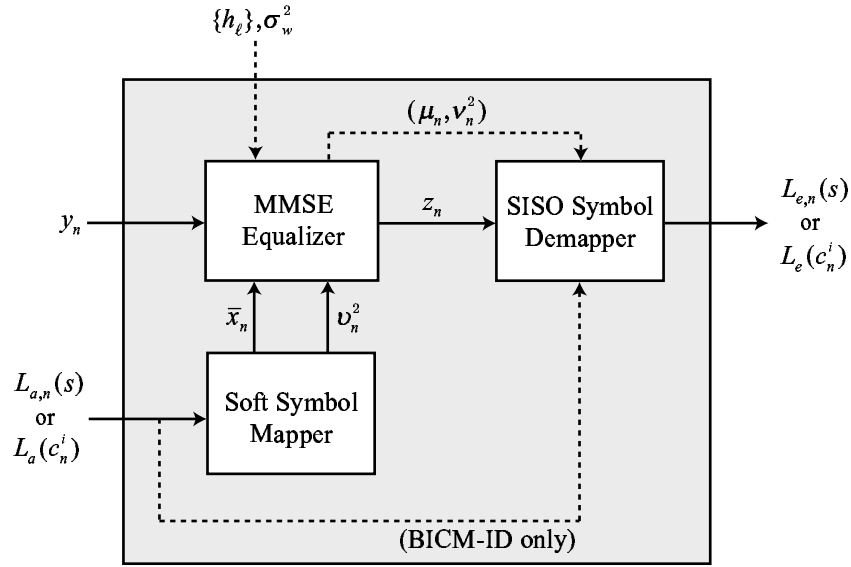 {h_ℓ}, σ_w^2
(μ_n, ν_n^2)
MMSE
Equalizer
SISO Symbol
Demapper
y_n
z_n
L_{e,n}(s)
or
L_e(c_n^i)
x̄_n
υ_n^2
L_{a,n}(s)
or
L_a(c_n^i)
Soft Symbol
Mapper
(BICM-ID only)